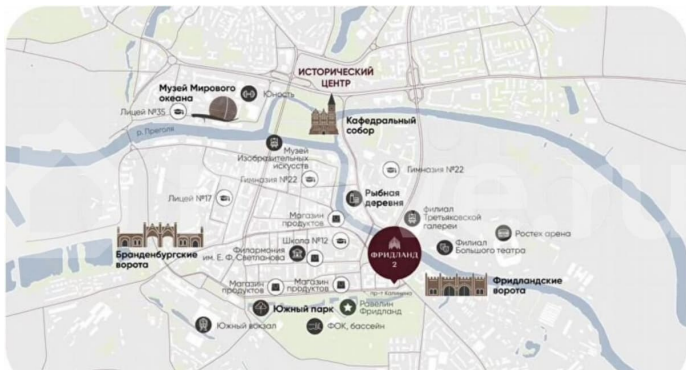 ИСТОРИЧЕСКИЙ
ЦЕНТР
Музей Мирового
океана
Юность
Лицей №35
р. Преголя
Кафедральный
собор
Музей
Изобразительных
искусств
Гимназия №22
Гимназия №22
Лицей №17
Рыбная
деревня
Магазин
продуктов
филиал
Третьяковской
галереи
Ростех арена
Школа №12
Филиал
Большого театра
Бранденбургские
ворота
Филармония
им. Е. Ф. Светланова
ФРИДЛАНД
2
Фридландские
ворота
Магазин
продуктов
Магазин
продуктов
пр-т Калинина
Южный парк
Равелин
Фридланд
Южный вокзал
ФОК, бассейн